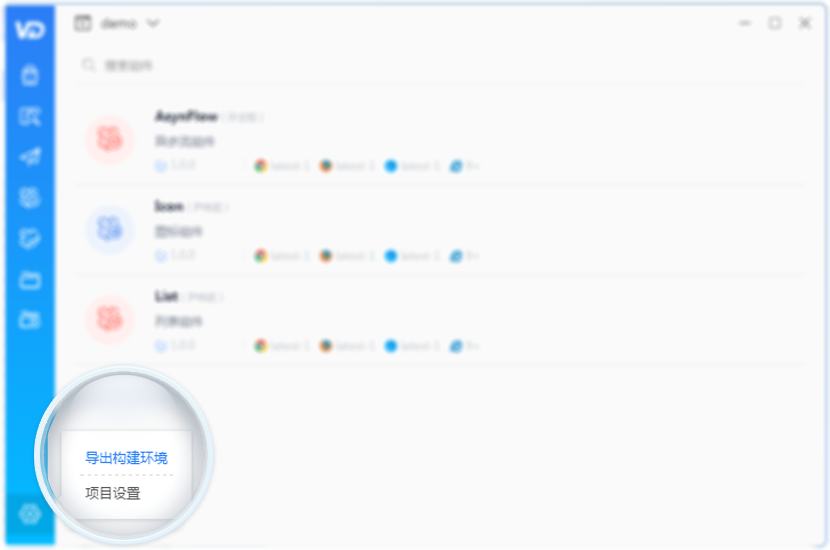 VD
demo
搜索组件
AsynFlow
异步流组件
1.0.0 latest-1 latest-1 latest-1 9+
Icon
图标组件
1.0.0 latest-1 latest-1 latest-1 9+
List
列表组件
1.0.0 latest-1 latest-1 latest-1 9+
导出构建环境
项目设置